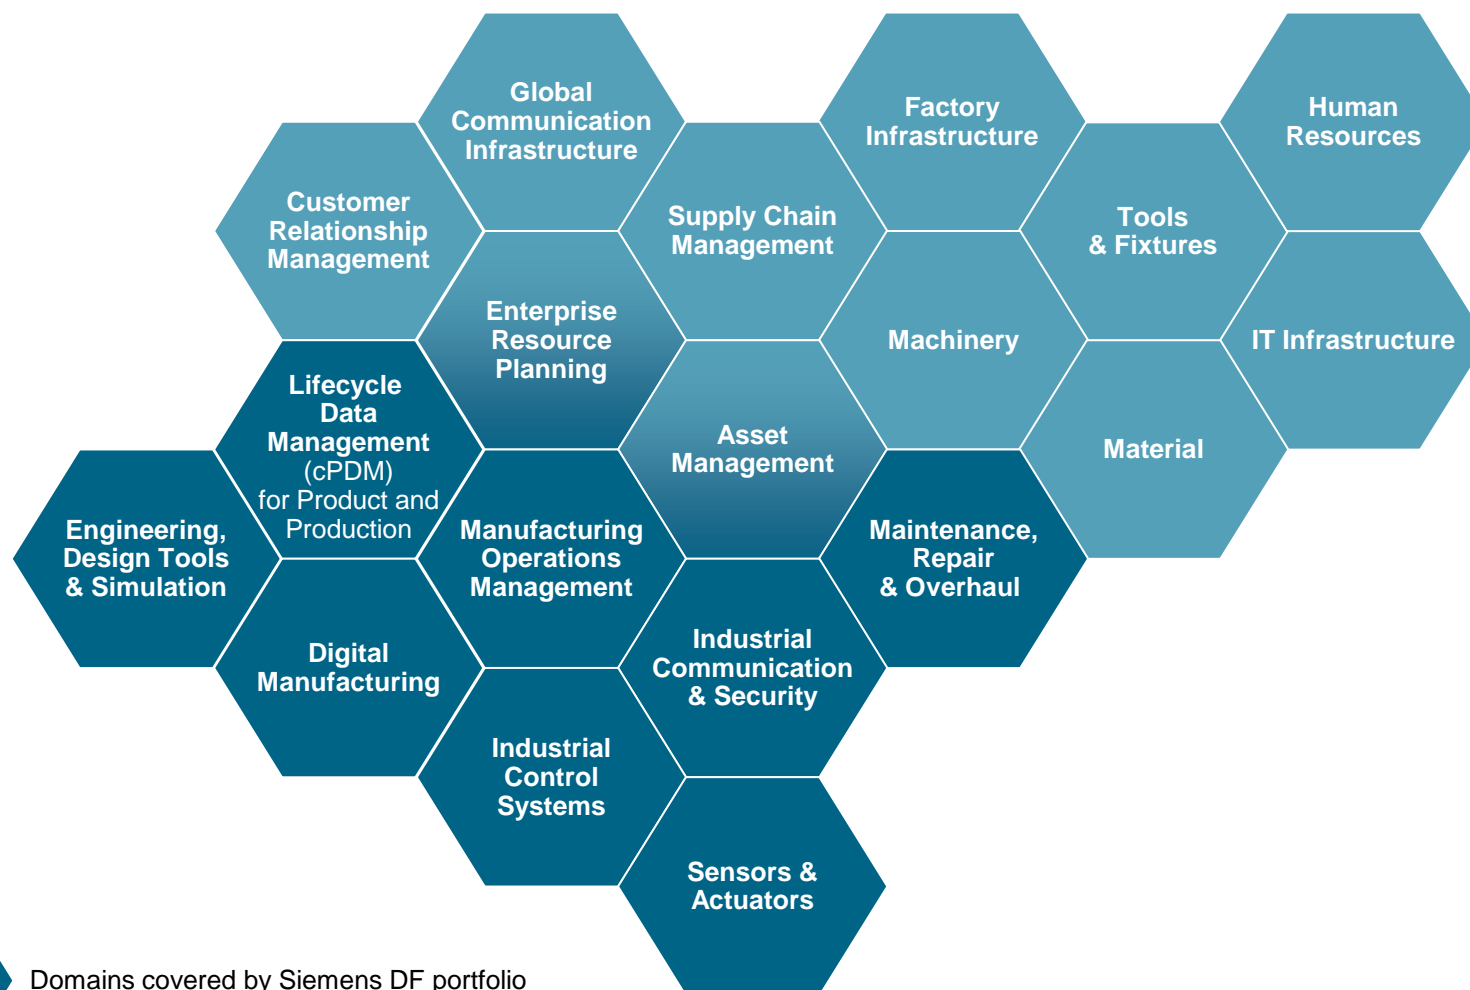 Global
Communication
Infrastructure
Factory
Infrastructure
Human
Resources
Customer
Relationship
Management
Supply Chain
Management
Tools
& Fixtures
Enterprise
Resource
Planning
Machinery
IT Infrastructure
Lifecycle
Data
Management
(cPDM)
for Product and
Production
Asset
Management
Material
Engineering,
Design Tools
& Simulation
Manufacturing
Operations
Management
Maintenance,
Repair
& Overhaul
Digital
Manufacturing
Industrial
Communication
& Security
Industrial
Control
Systems
Sensors &
Actuators
Domains covered by Siemens DF portfolio